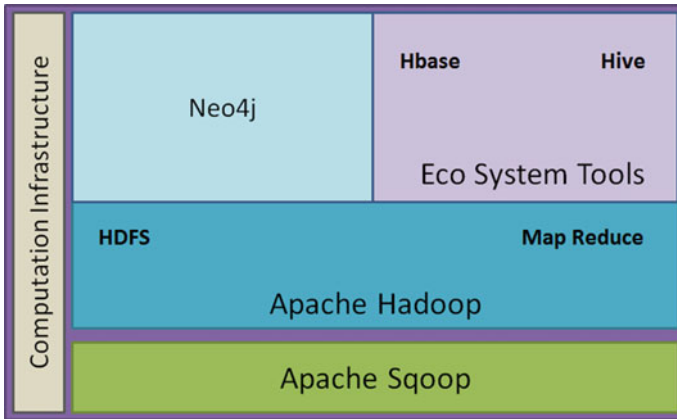 Computation Infrastructure
Neo4j
Hbase Hive
Eco System Tools
HDFS Map Reduce
Apache Hadoop
Apache Sqoop